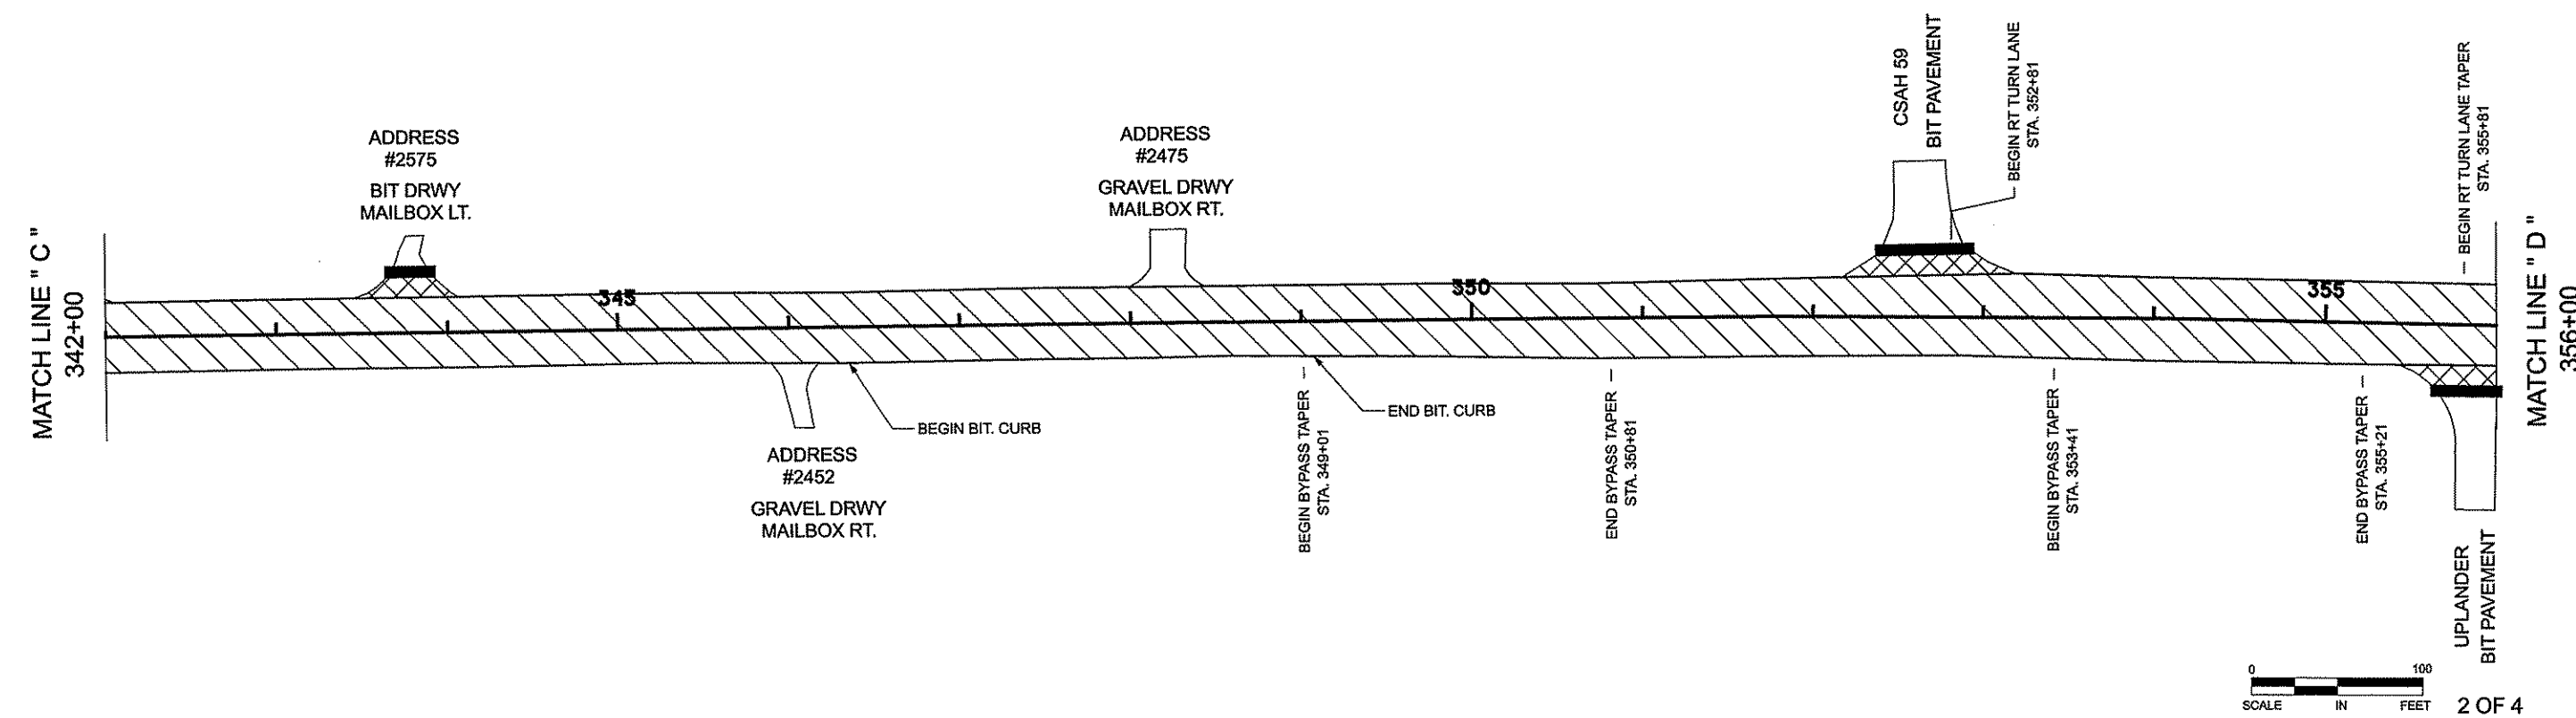 MATCH LINE " C "
342+00
ADDRESS
#2575
BIT DRWY
MAILBOX LT.
345
ADDRESS
#2452
GRAVEL DRWY
MAILBOX RT.
BEGIN BIT. CURB
ADDRESS
#2475
GRAVEL DRWY
MAILBOX RT.
BEGIN BYPASS TAPER
STA. 349+01
END BIT. CURB
350
END BYPASS TAPER
STA. 350+81
CSAH 59
BIT PAVEMENT
BEGIN RT TURN LANE
STA. 352+81
BEGIN BYPASS TAPER
STA. 353+41
355
END BYPASS TAPER
STA. 355+21
BEGIN RT TURN LANE TAPER
STA. 355+81
UPLANDER
BIT PAVEMENT
MATCH LINE " D "
356+00
0 100
SCALE IN FEET
2 OF 4